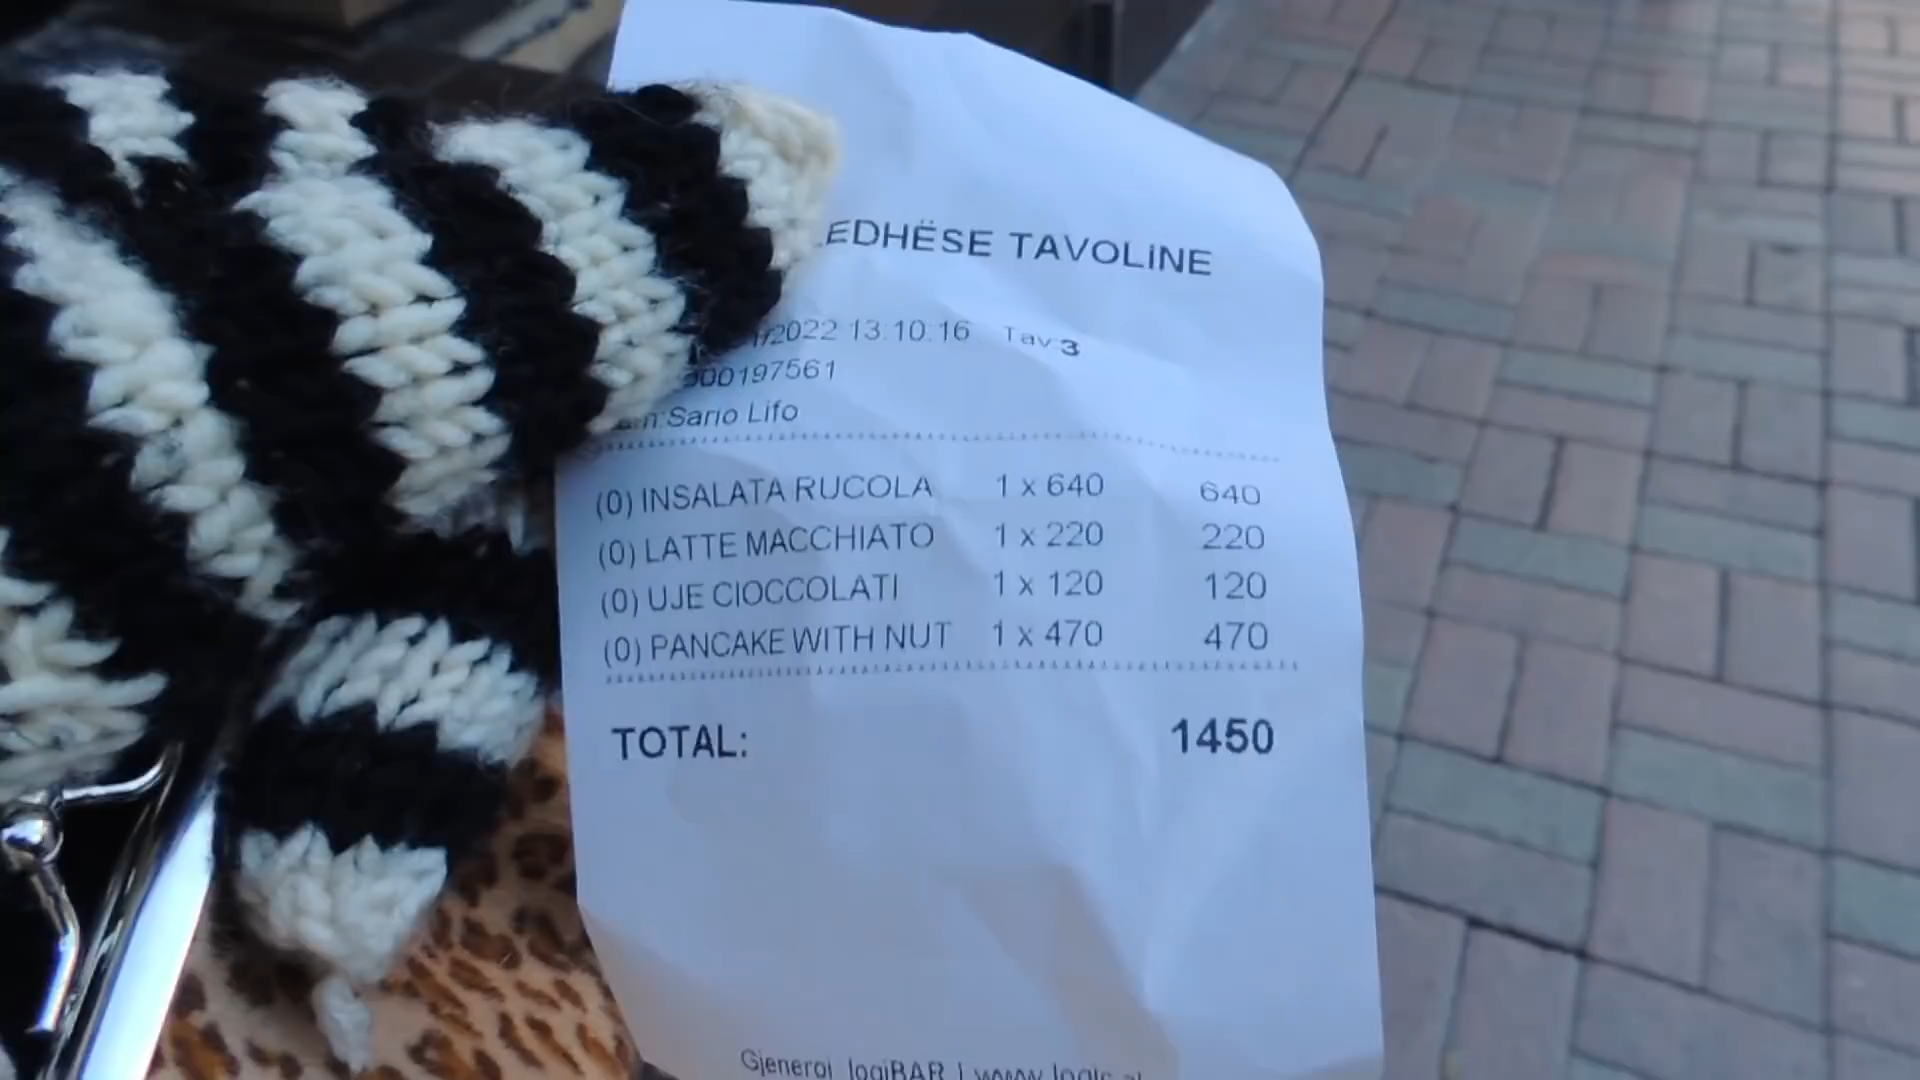 EDHËSE TAVOLINE
/2022 13:10:16 Tav:3
000197561
Sario Lifo
(0) INSALATA RUCOLA 1 x 640 640
(0) LATTE MACCHIATO 1 x 220 220
(0) UJE CIOCCOLATI 1 x 120 120
(0) PANCAKE WITH NUT 1 x 470 470
TOTAL: 1450
Gjeneroi logiBAR |